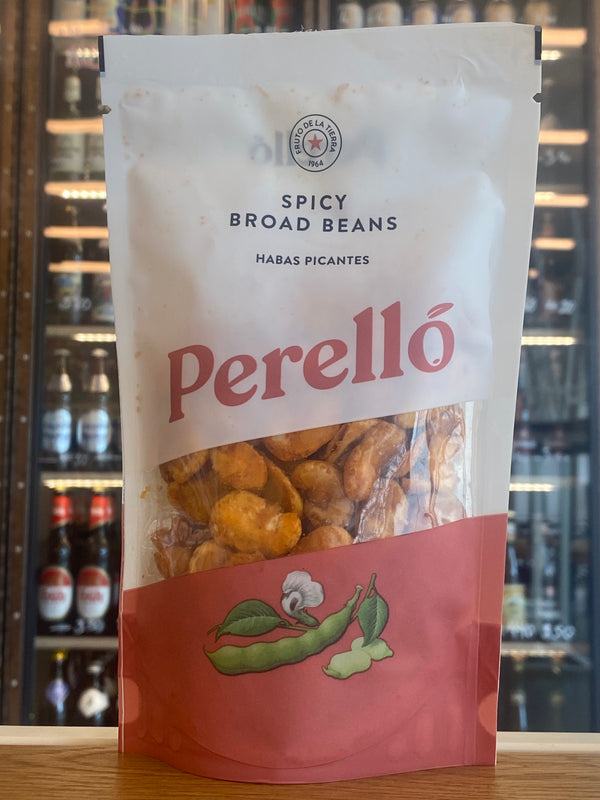 FRUTO DE LA TIERRA
1964
SPICY
BROAD BEANS
HABAS PICANTES
Perelló